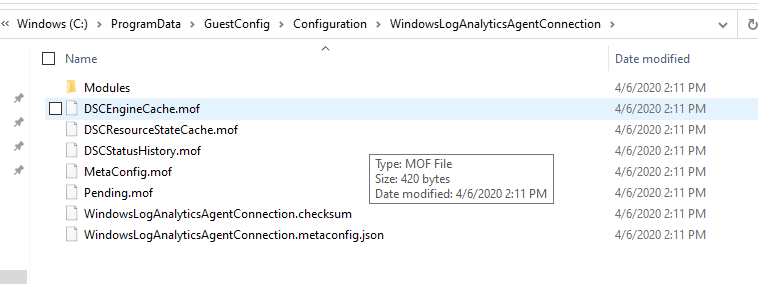 « Windows (C:) > ProgramData > GuestConfig > Configuration > WindowsLogAnalyticsAgentConnection >
Name Date modified
Modules 4/6/2020 2:11 PM
DSCEngineCache.mof 4/6/2020 2:11 PM
DSCResourceStateCache.mof 4/6/2020 2:11 PM
DSCStatusHistory.mof 4/6/2020 2:11 PM
MetaConfig.mof 4/6/2020 2:11 PM
Pending.mof 4/6/2020 2:11 PM
WindowsLogAnalyticsAgentConnection.checksum 4/6/2020 2:11 PM
WindowsLogAnalyticsAgentConnection.metaconfig.json 4/6/2020 2:11 PM
Type: MOF File
Size: 420 bytes
Date modified: 4/6/2020 2:11 PM